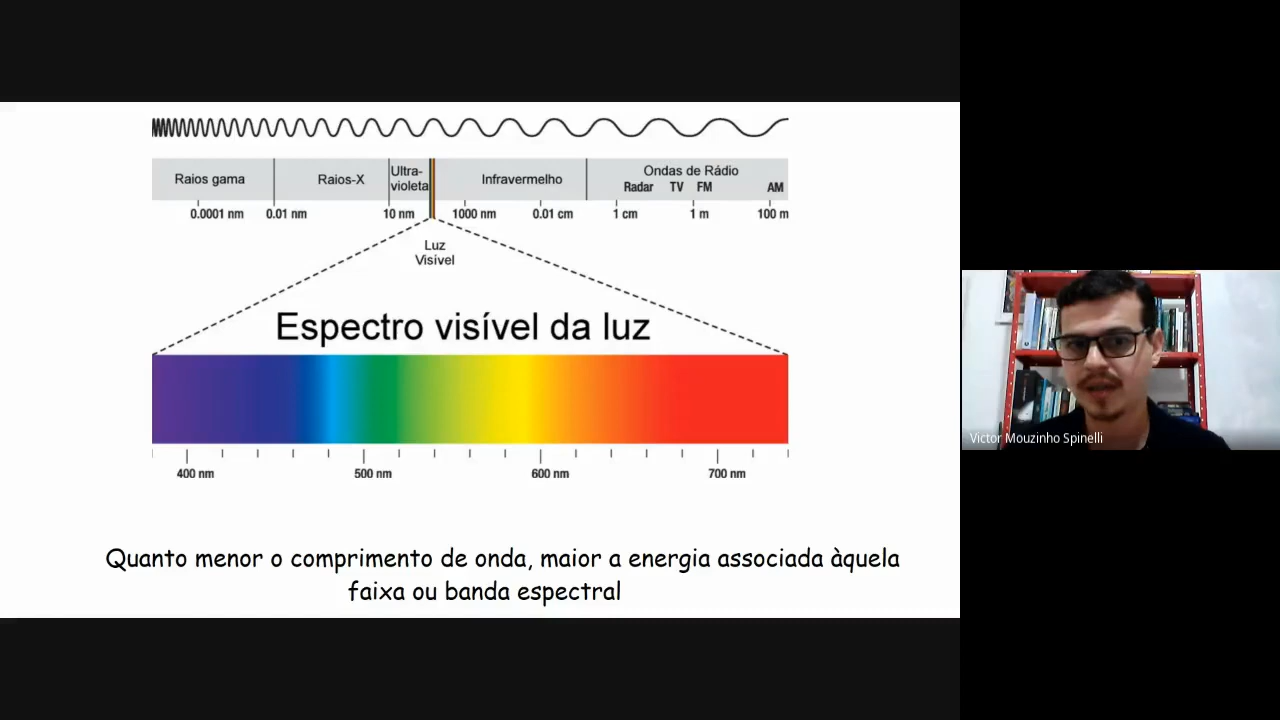 Raios gama
Raios-X
Ultra-
violeta
Infravermelho
Ondas de Rádio
Radar TV FM AM
0.0001 nm 0.01 nm 10 nm 1000 nm 0.01 cm 1 cm 1 m 100 m
Luz
Visível
Espectro visível da luz
400 nm 500 nm 600 nm 700 nm
Quanto menor o comprimento de onda, maior a energia associada àquela
faixa ou banda espectral
Victor Mouzinho Spinelli